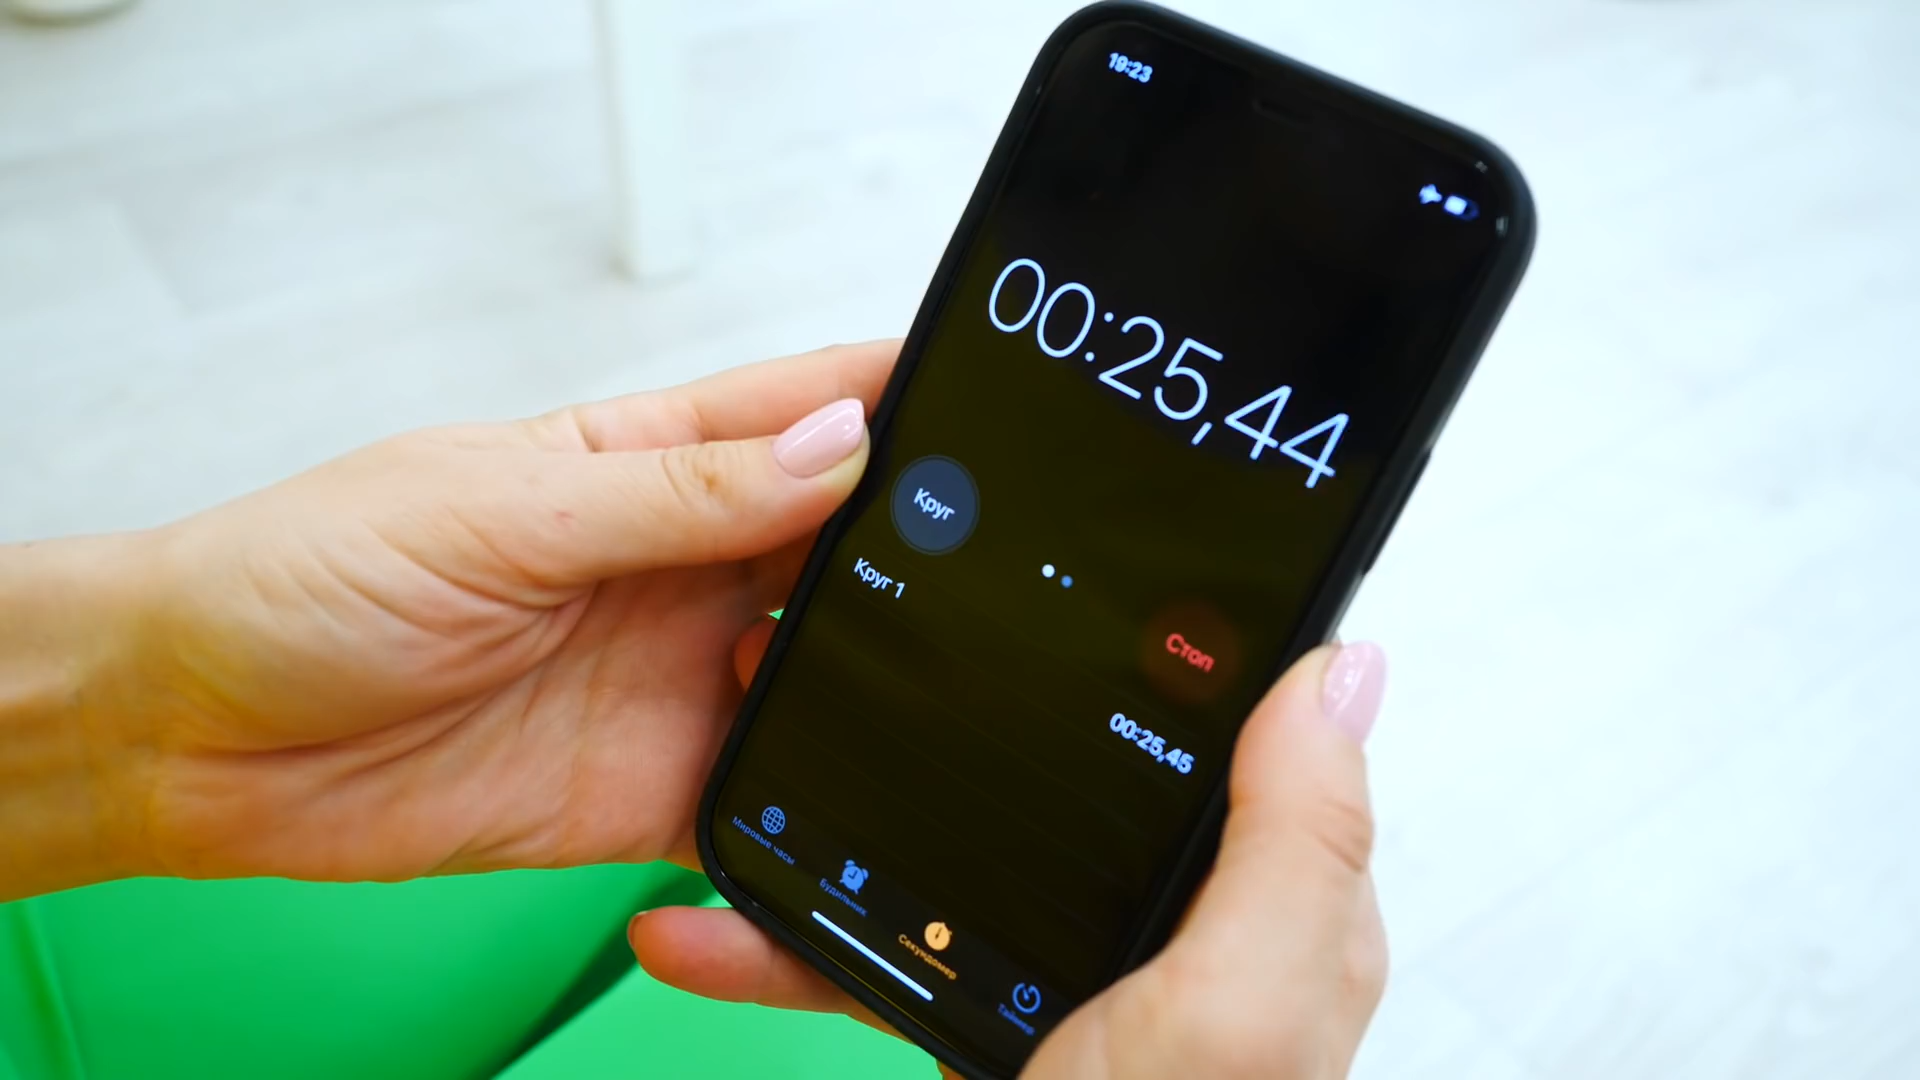 19:23
00:25,44
Круг
Стоп
Круг 1
00:25,45
Мировые часы
Будильник
Секундомер
Таймер